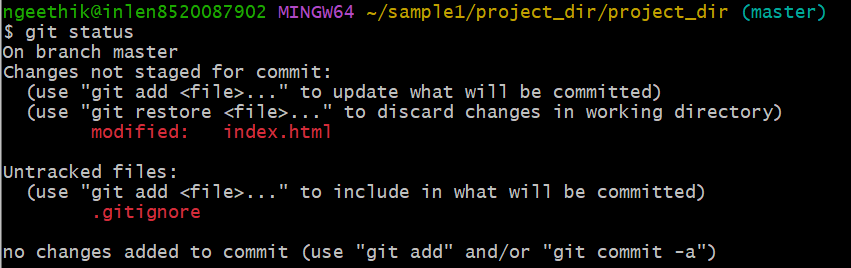 ngeethik@inlen8520087902 MINGW64 ~/sample1/project_dir/project_dir (master)
$ git status
On branch master
Changes not staged for commit:
  (use "git add <file>..." to update what will be committed)
  (use "git restore <file>..." to discard changes in working directory)
        modified:   index.html

Untracked files:
  (use "git add <file>..." to include in what will be committed)
        .gitignore

no changes added to commit (use "git add" and/or "git commit -a")